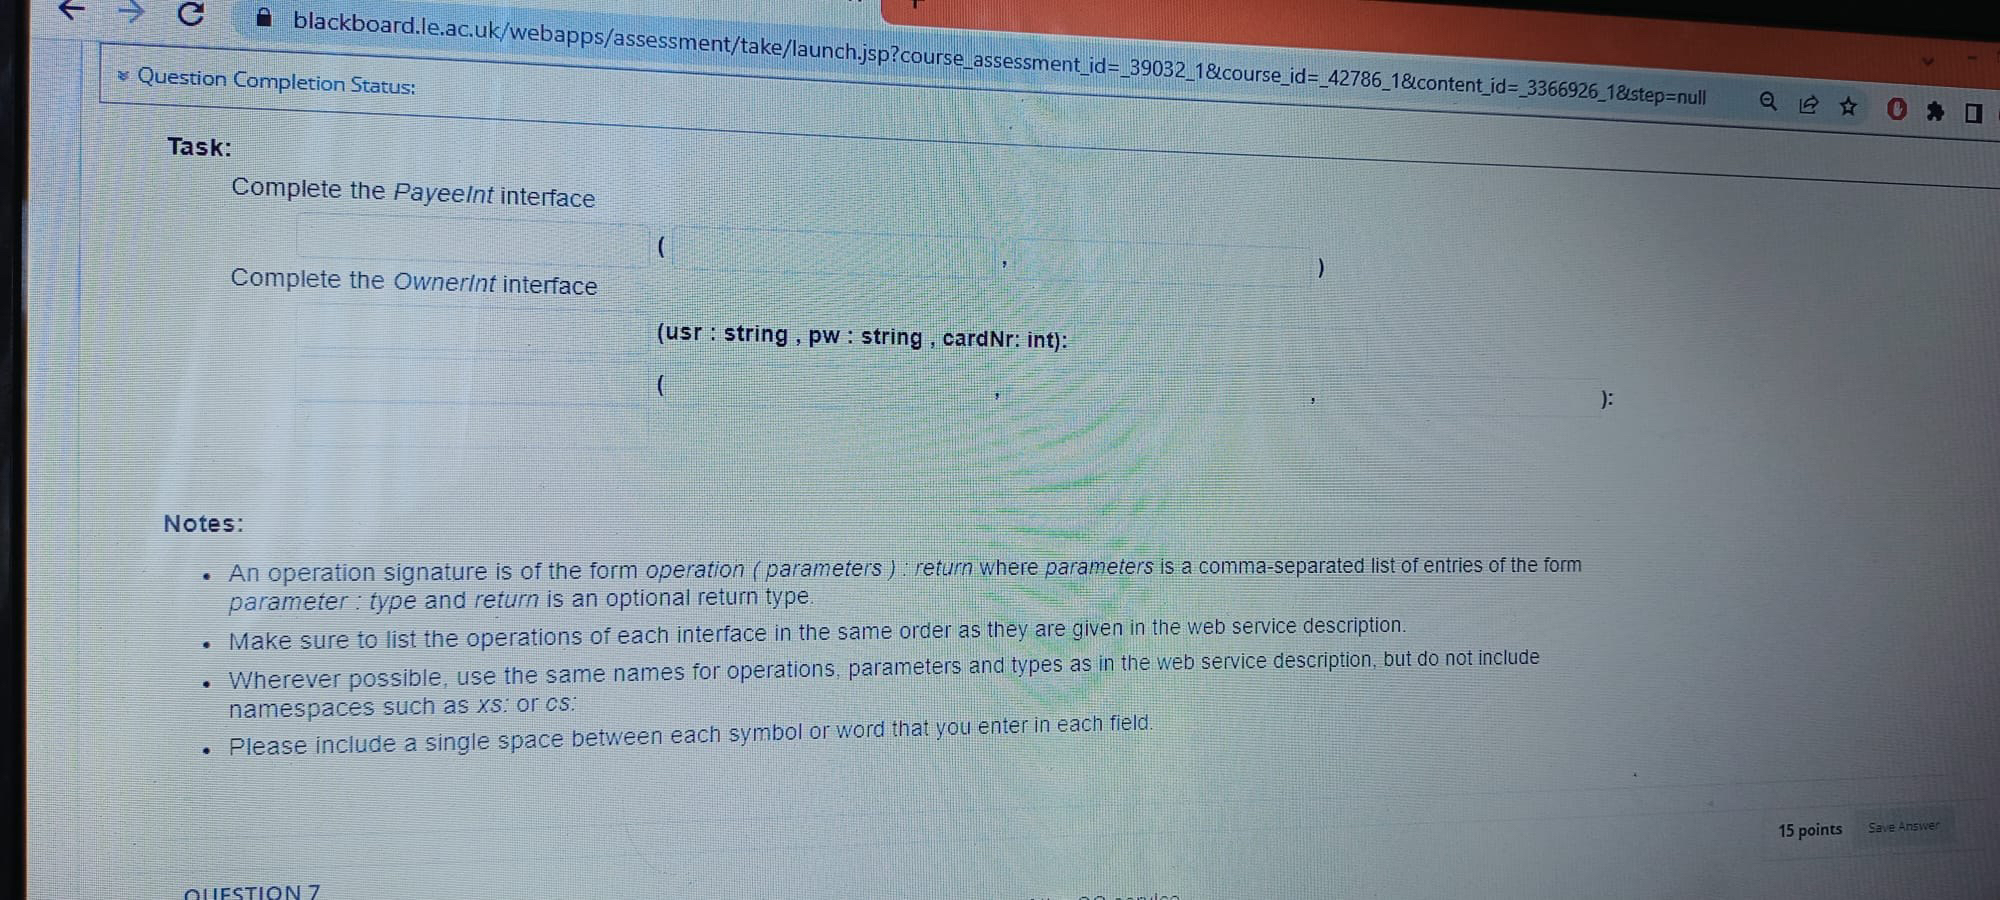 blackboard.le.ac.uk/webapps/assessment/take/launch.jsp?course_assessment_id=_39032_1&course_id=_42786_1&content_id=_3366926_1&step=null
Question Completion Status:
Task:
Complete the PayeeInt interface
( , )
Complete the OwnerInt interface
(usr : string , pw : string , cardNr: int):
( , , ):
Notes:
• An operation signature is of the form operation ( parameters ) : return where parameters is a comma-separated list of entries of the form
parameter : type and return is an optional return type.
• Make sure to list the operations of each interface in the same order as they are given in the web service description.
• Wherever possible, use the same names for operations, parameters and types as in the web service description, but do not include
namespaces such as xs: or cs:
• Please include a single space between each symbol or word that you enter in each field.
15 points Save Answer
QUESTION 7